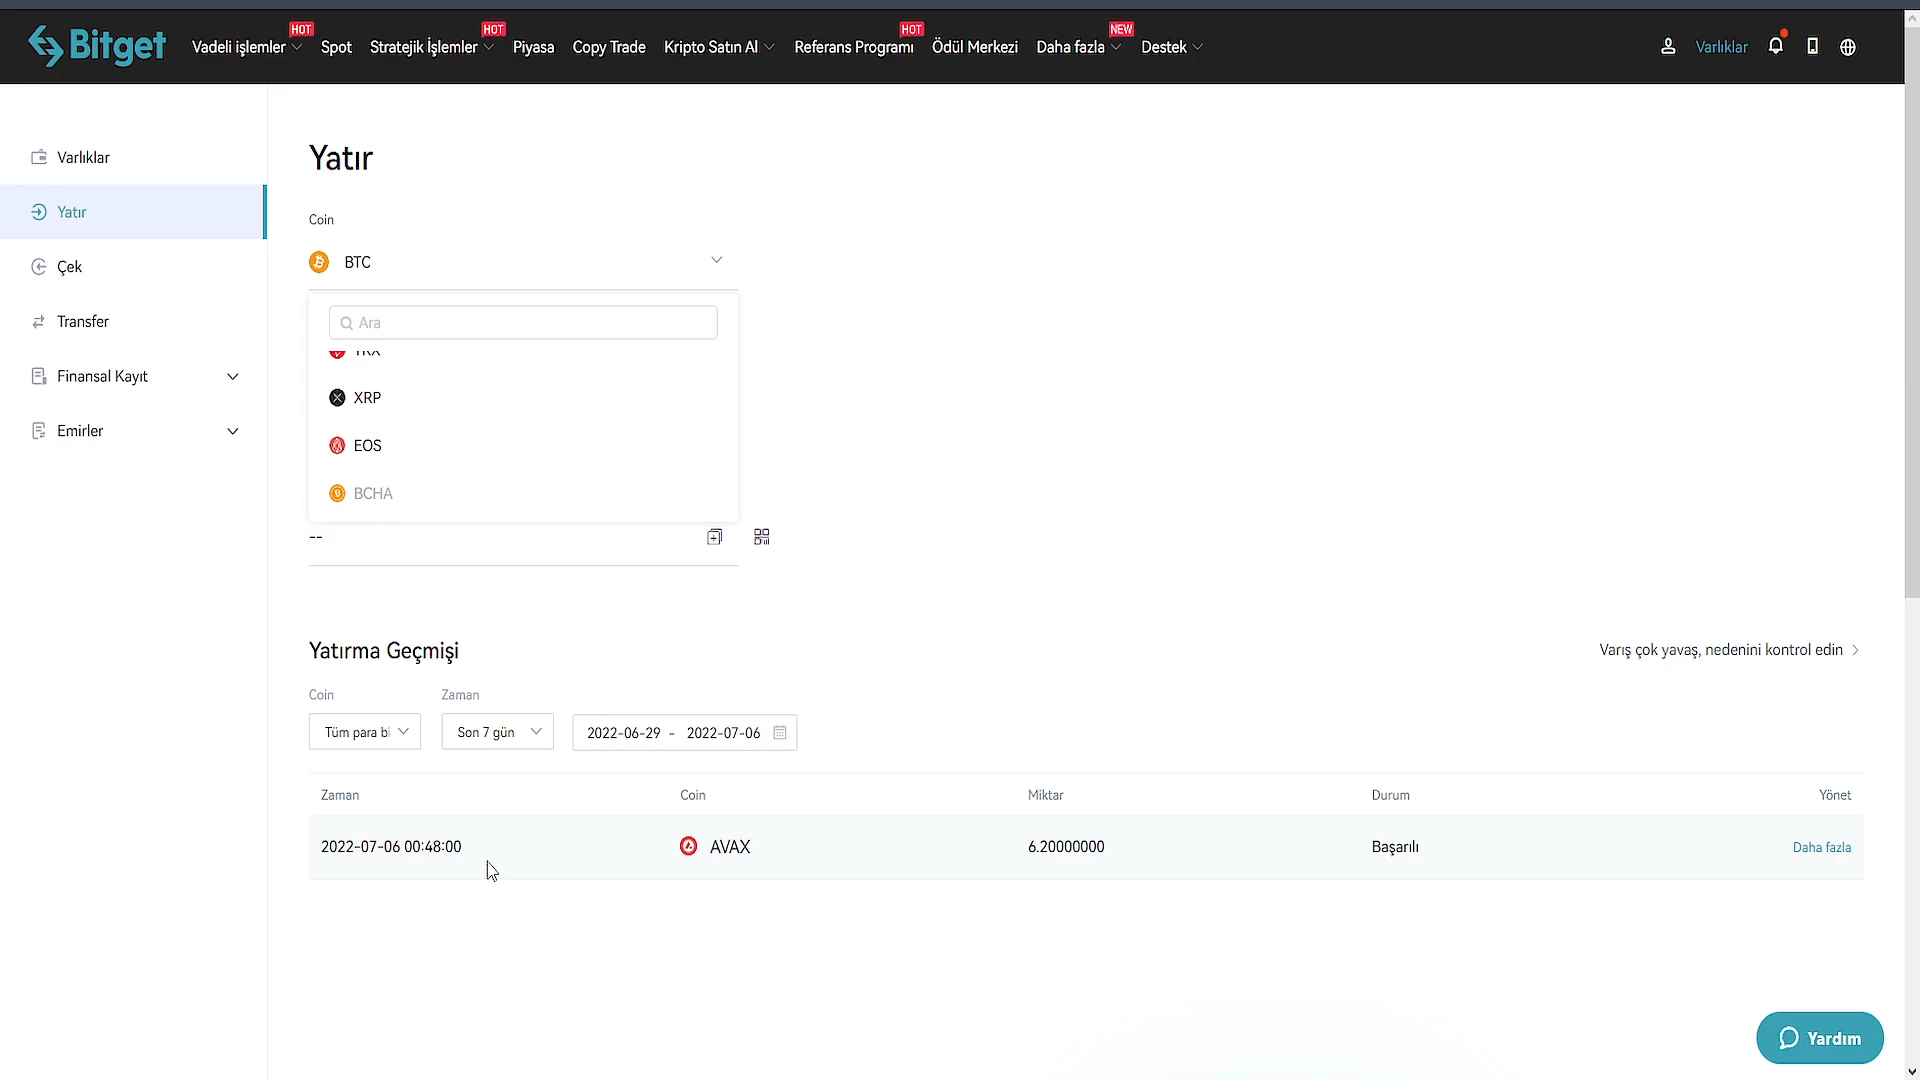 Bitget
Vadeli işlemler HOT Spot Stratejik İşlemler HOT Piyasa Copy Trade Kripto Satın Al Referans Programı HOT Ödül Merkezi Daha fazla NEW Destek Varlıklar
Varlıklar
Yatır
Çek
Transfer
Finansal Kayıt
Emirler
Yatır
Coin
BTC
Ara
TRX
XRP
EOS
BCHA
--
Yatırma Geçmişi
Varış çok yavaş, nedenini kontrol edin
Coin Zaman
Tüm para bi Son 7 gün 2022-06-29 - 2022-07-06
Zaman Coin Miktar Durum Yönet
2022-07-06 00:48:00 AVAX 6.20000000 Başarılı Daha fazla
Yardım